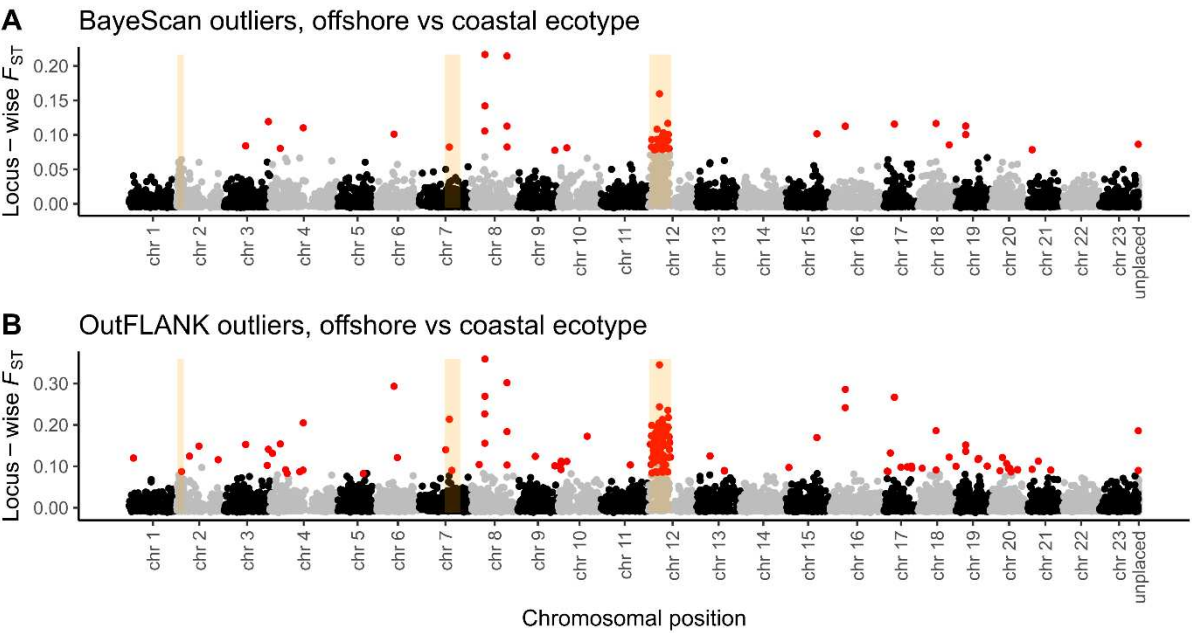 A BayeScan outliers, offshore vs coastal ecotype
Locus – wise FST
0.20
0.15
0.10
0.05
0.00
chr 1 chr 2 chr 3 chr 4 chr 5 chr 6 chr 7 chr 8 chr 9 chr 10 chr 11 chr 12 chr 13 chr 14 chr 15 chr 16 chr 17 chr 18 chr 19 chr 20 chr 21 chr 22 chr 23 unplaced
B OutFLANK outliers, offshore vs coastal ecotype
Locus – wise FST
0.30
0.20
0.10
0.00
chr 1 chr 2 chr 3 chr 4 chr 5 chr 6 chr 7 chr 8 chr 9 chr 10 chr 11 chr 12 chr 13 chr 14 chr 15 chr 16 chr 17 chr 18 chr 19 chr 20 chr 21 chr 22 chr 23 unplaced
Chromosomal position